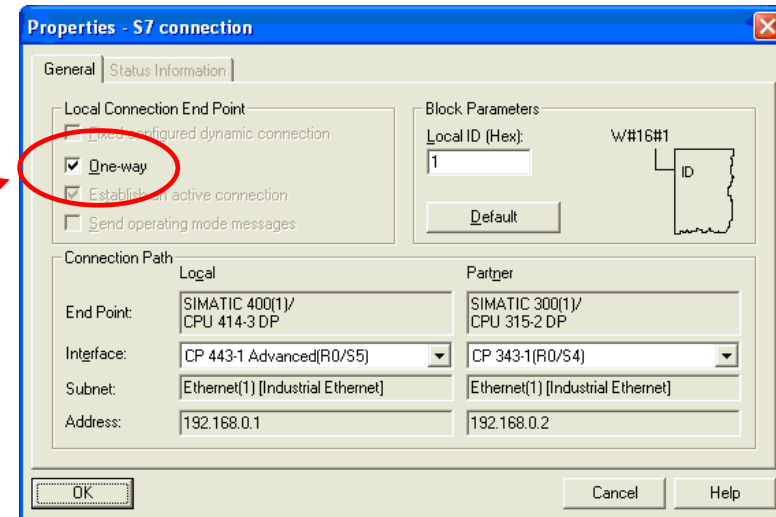 Properties - S7 connection
General
Status Information
Local Connection End Point
Fixed configured dynamic connection
One-way
Establish an active connection
Send operating mode messages
Block Parameters
Local ID (Hex):
W#16#1
1
ID
Default
Connection Path
Local
Partner
End Point:
SIMATIC 400(1)/
CPU 414-3 DP
SIMATIC 300(1)/
CPU 315-2 DP
Interface:
CP 443-1 Advanced(R0/S5)
CP 343-1(R0/S4)
Subnet:
Ethernet(1) [Industrial Ethernet]
Ethernet(1) [Industrial Ethernet]
Address:
192.168.0.1
192.168.0.2
OK
Cancel
Help